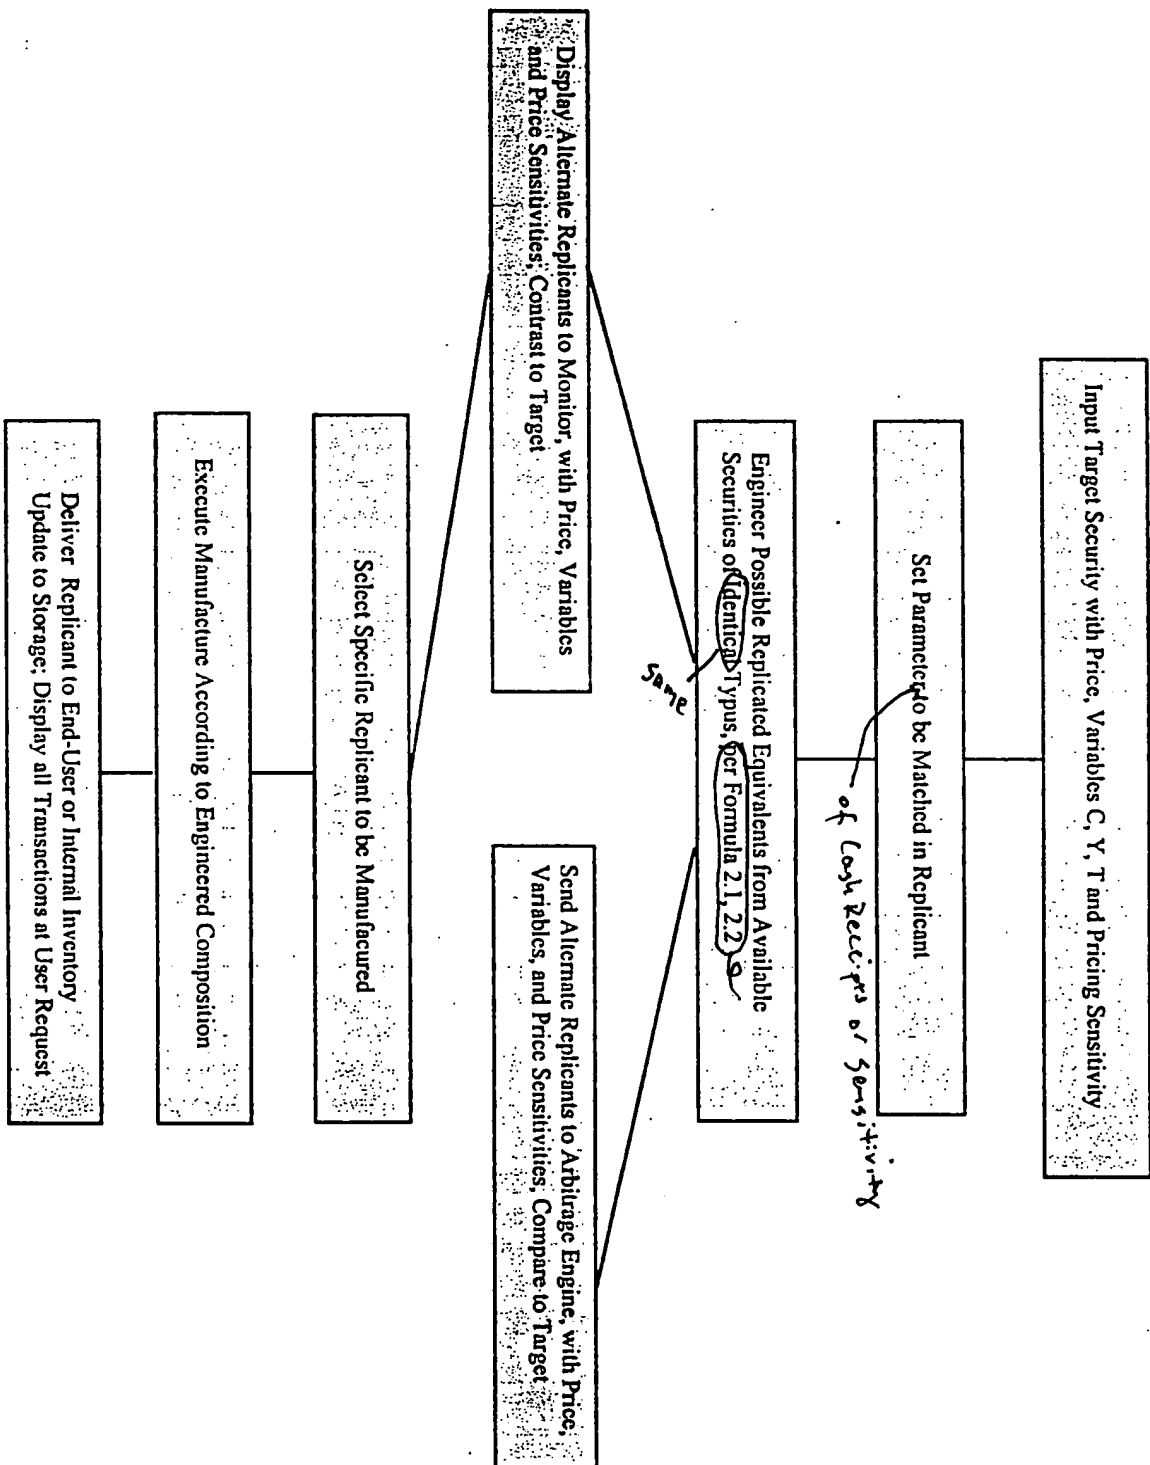 Input Target Security with Price, Variables C, Y, T and Pricing Sensitivity
Set Parameter to be Matched in Replicant
of Cash Receipts or Sensitivity
Engineer Possible Replicated Equivalents from Available
Securities of Identical Typus, per Formula 2.1, 2.2
same
Display Alternate Replicants to Monitor, with Price, Variables
and Price Sensitivities; Contrast to Target
Send Alternate Replicants to Arbitrage Engine, with Price,
Variables, and Price Sensitivities, Compare to Target
Select Specific Replicant to be Manufacured
Execute Manufacture According to Engineered Composition
Deliver Replicant to End-User or Internal Inventory
Update to Storage; Display all Transactions at User Request